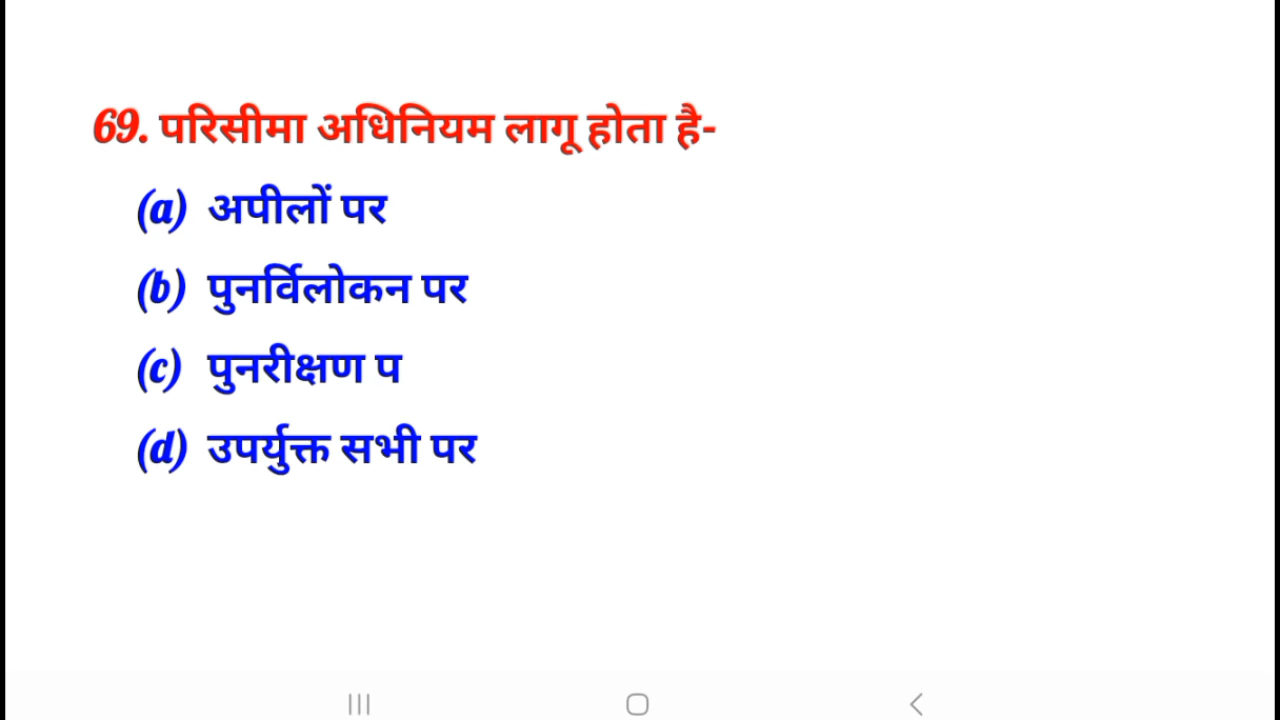 69. परिसीमा अधिनियम लागू होता है-
(a) अपीलों पर
(b) पुनर्विलोकन पर
(c) पुनरीक्षण प
(d) उपर्युक्त सभी पर